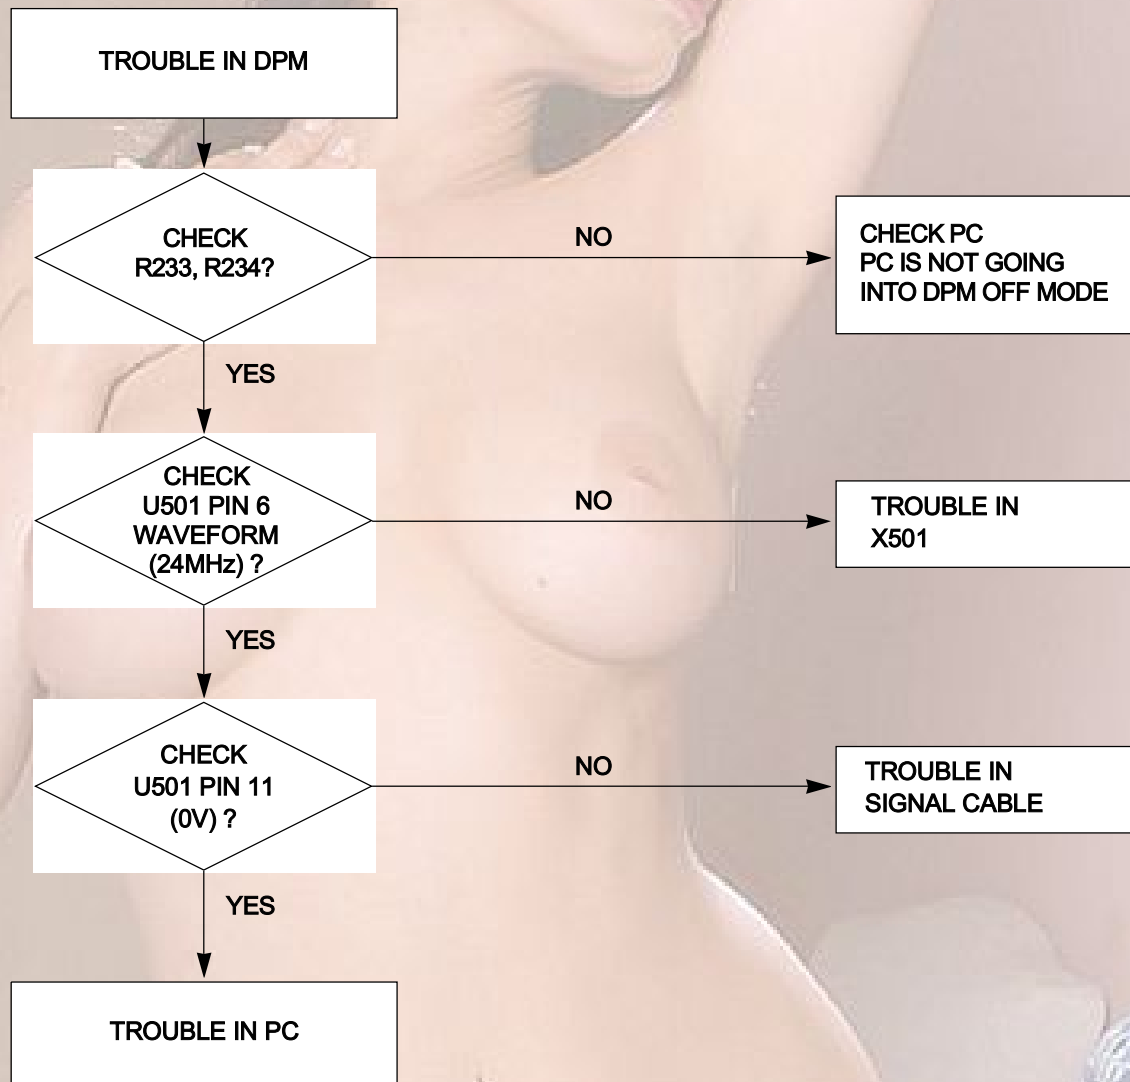 TROUBLE IN DPM
CHECK
R233, R234?
NO
CHECK PC
PC IS NOT GOING
INTO DPM OFF MODE
YES
CHECK
U501 PIN 6
WAVEFORM
(24MHz) ?
NO
TROUBLE IN
X501
YES
CHECK
U501 PIN 11
(0V) ?
NO
TROUBLE IN
SIGNAL CABLE
YES
TROUBLE IN PC